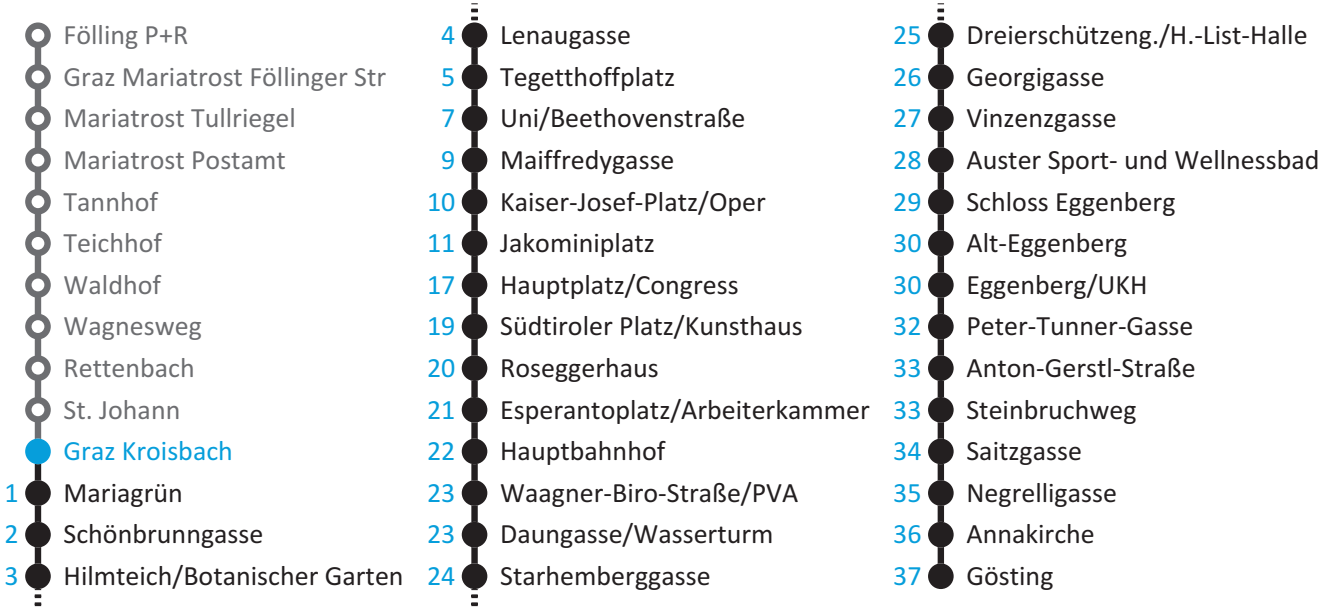 Fölling P+R
Graz Mariatrost Föllinger Str
Mariatrost Tullriegel
Mariatrost Postamt
Tannhof
Teichhof
Waldhof
Wagnesweg
Rettenbach
St. Johann
Graz Kroisbach
1 Mariagrün
2 Schönbrunngasse
3 Hilmteich/Botanischer Garten
4 Lenaugasse
5 Tegetthoffplatz
7 Uni/Beethovenstraße
9 Maiffredygasse
10 Kaiser-Josef-Platz/Oper
11 Jakominiplatz
17 Hauptplatz/Congress
19 Südtiroler Platz/Kunsthaus
20 Roseggerhaus
21 Esperantoplatz/Arbeiterkammer
22 Hauptbahnhof
23 Waagner-Biro-Straße/PVA
23 Daungasse/Wasserturm
24 Starhemberggasse
25 Dreierschützeng./H.-List-Halle
26 Georgigasse
27 Vinzenzgasse
28 Auster Sport- und Wellnessbad
29 Schloss Eggenberg
30 Alt-Eggenberg
30 Eggenberg/UKH
32 Peter-Tunner-Gasse
33 Anton-Gerstl-Straße
33 Steinbruchweg
34 Saitzgasse
35 Negrelligasse
36 Annakirche
37 Gösting